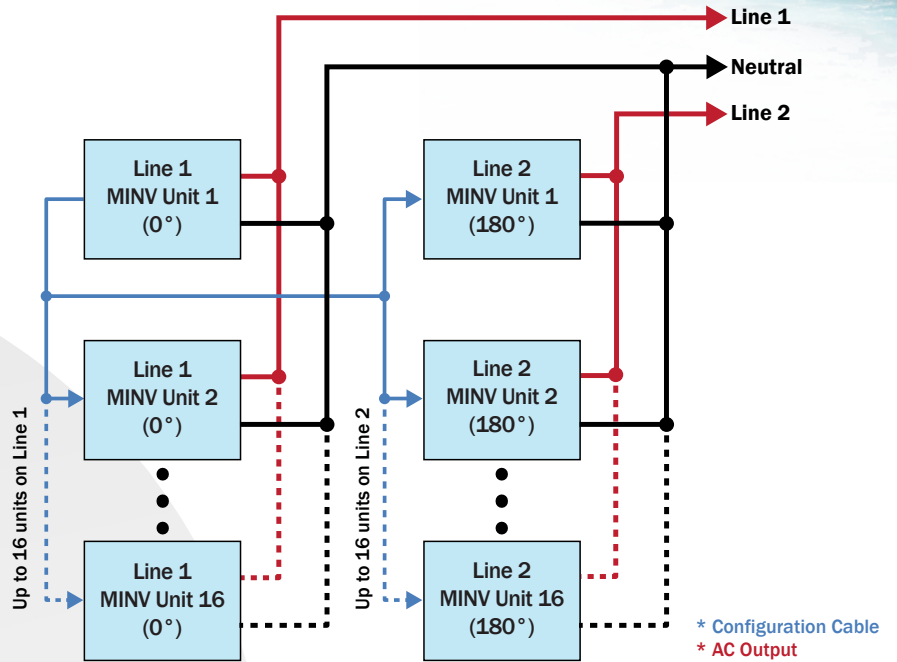 Line 1
Neutral
Line 2
Line 1
MINV Unit 1
(0°)
Line 2
MINV Unit 1
(180°)
Line 1
MINV Unit 2
(0°)
Line 2
MINV Unit 2
(180°)
Up to 16 units on Line 1
Up to 16 units on Line 2
Line 1
MINV Unit 16
(0°)
Line 2
MINV Unit 16
(180°)
* Configuration Cable
* AC Output